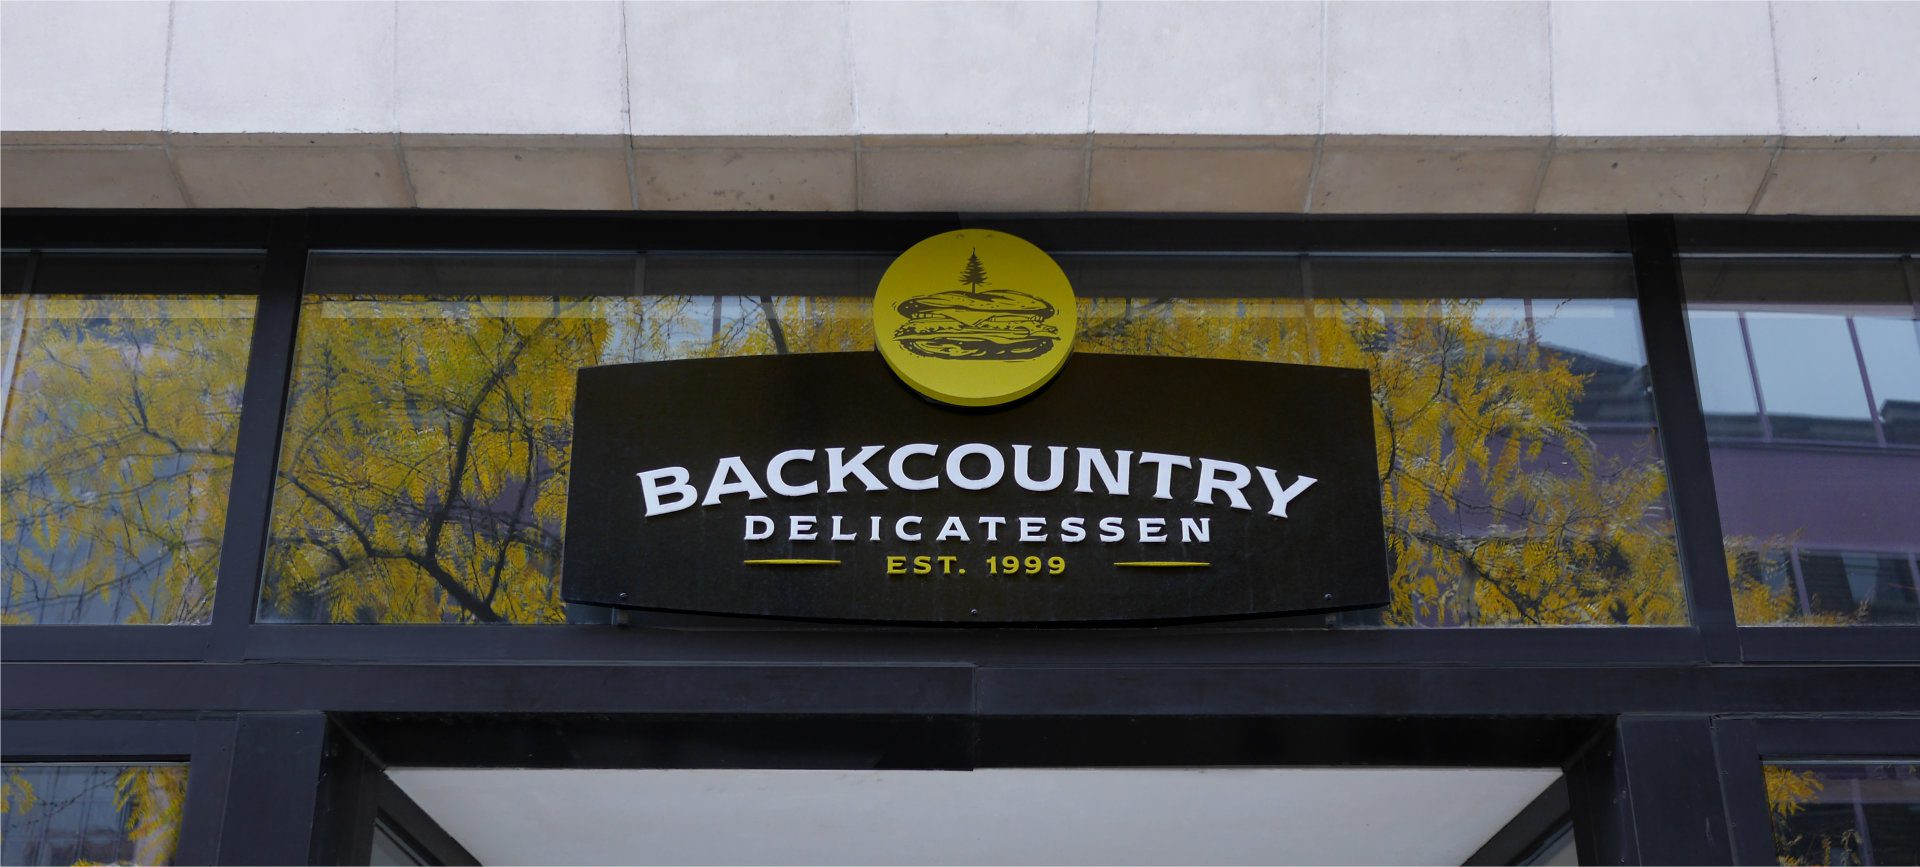 BACKCOUNTRY
DELICATESSEN
EST. 1999